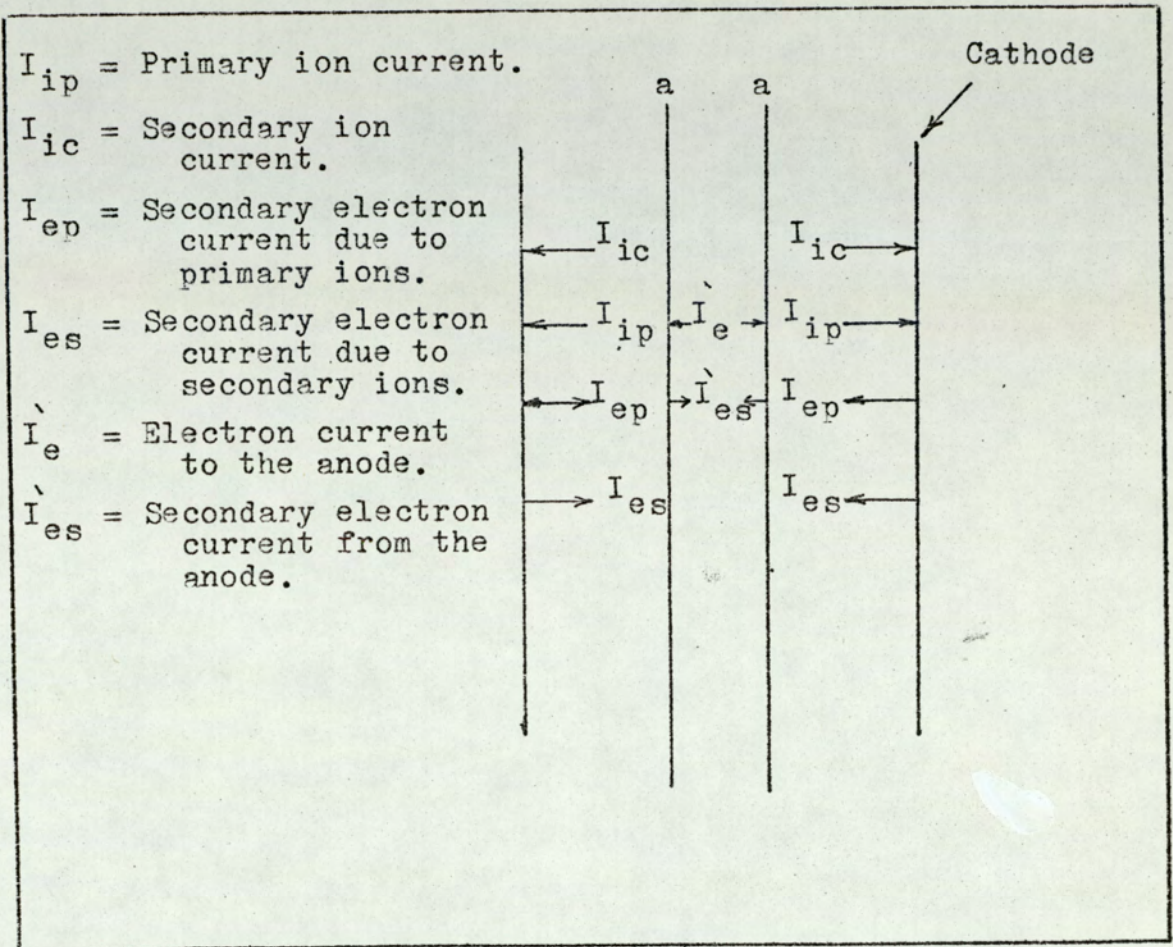 I_ip = Primary ion current.
I_ic = Secondary ion
current.
I_ep = Secondary electron
current due to
primary ions.
I_es = Secondary electron
current due to
secondary ions.
I`_e = Electron current
to the anode.
I`_es = Secondary electron
current from the
anode.
Cathode
a a
I_ic I_ic
I_ip I`_e I_ip
I_ep I`_es I_ep
I_es I_es